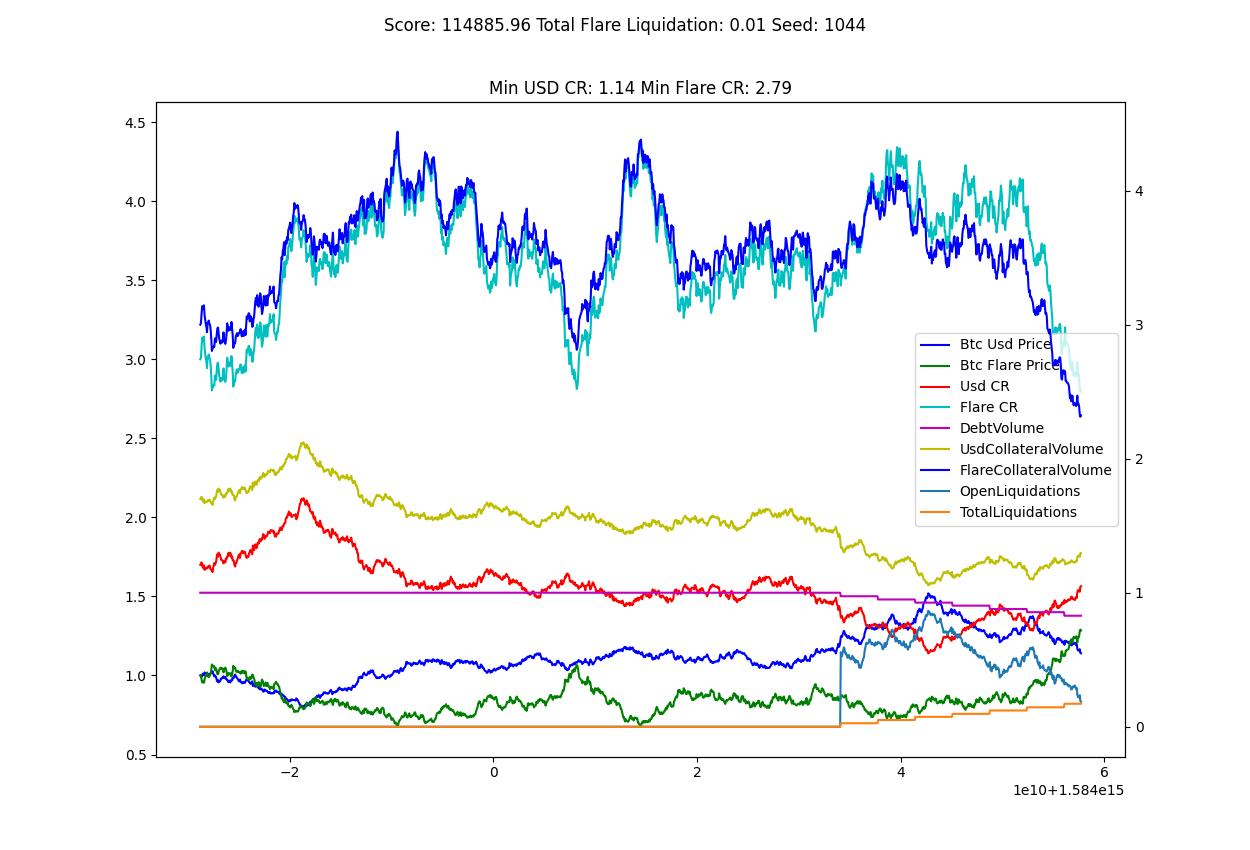 Score: 114885.96 Total Flare Liquidation: 0.01 Seed: 1044
Min USD CR: 1.14 Min Flare CR: 2.79
4.5
4.0
3.5
3.0
2.5
2.0
1.5
1.0
0.5
4
3
2
1
0
Btc Usd Price
Btc Flare Price
Usd CR
Flare CR
DebtVolume
UsdCollateralVolume
FlareCollateralVolume
OpenLiquidations
TotalLiquidations
−2 0 2 4 6
1e10+1.584e15